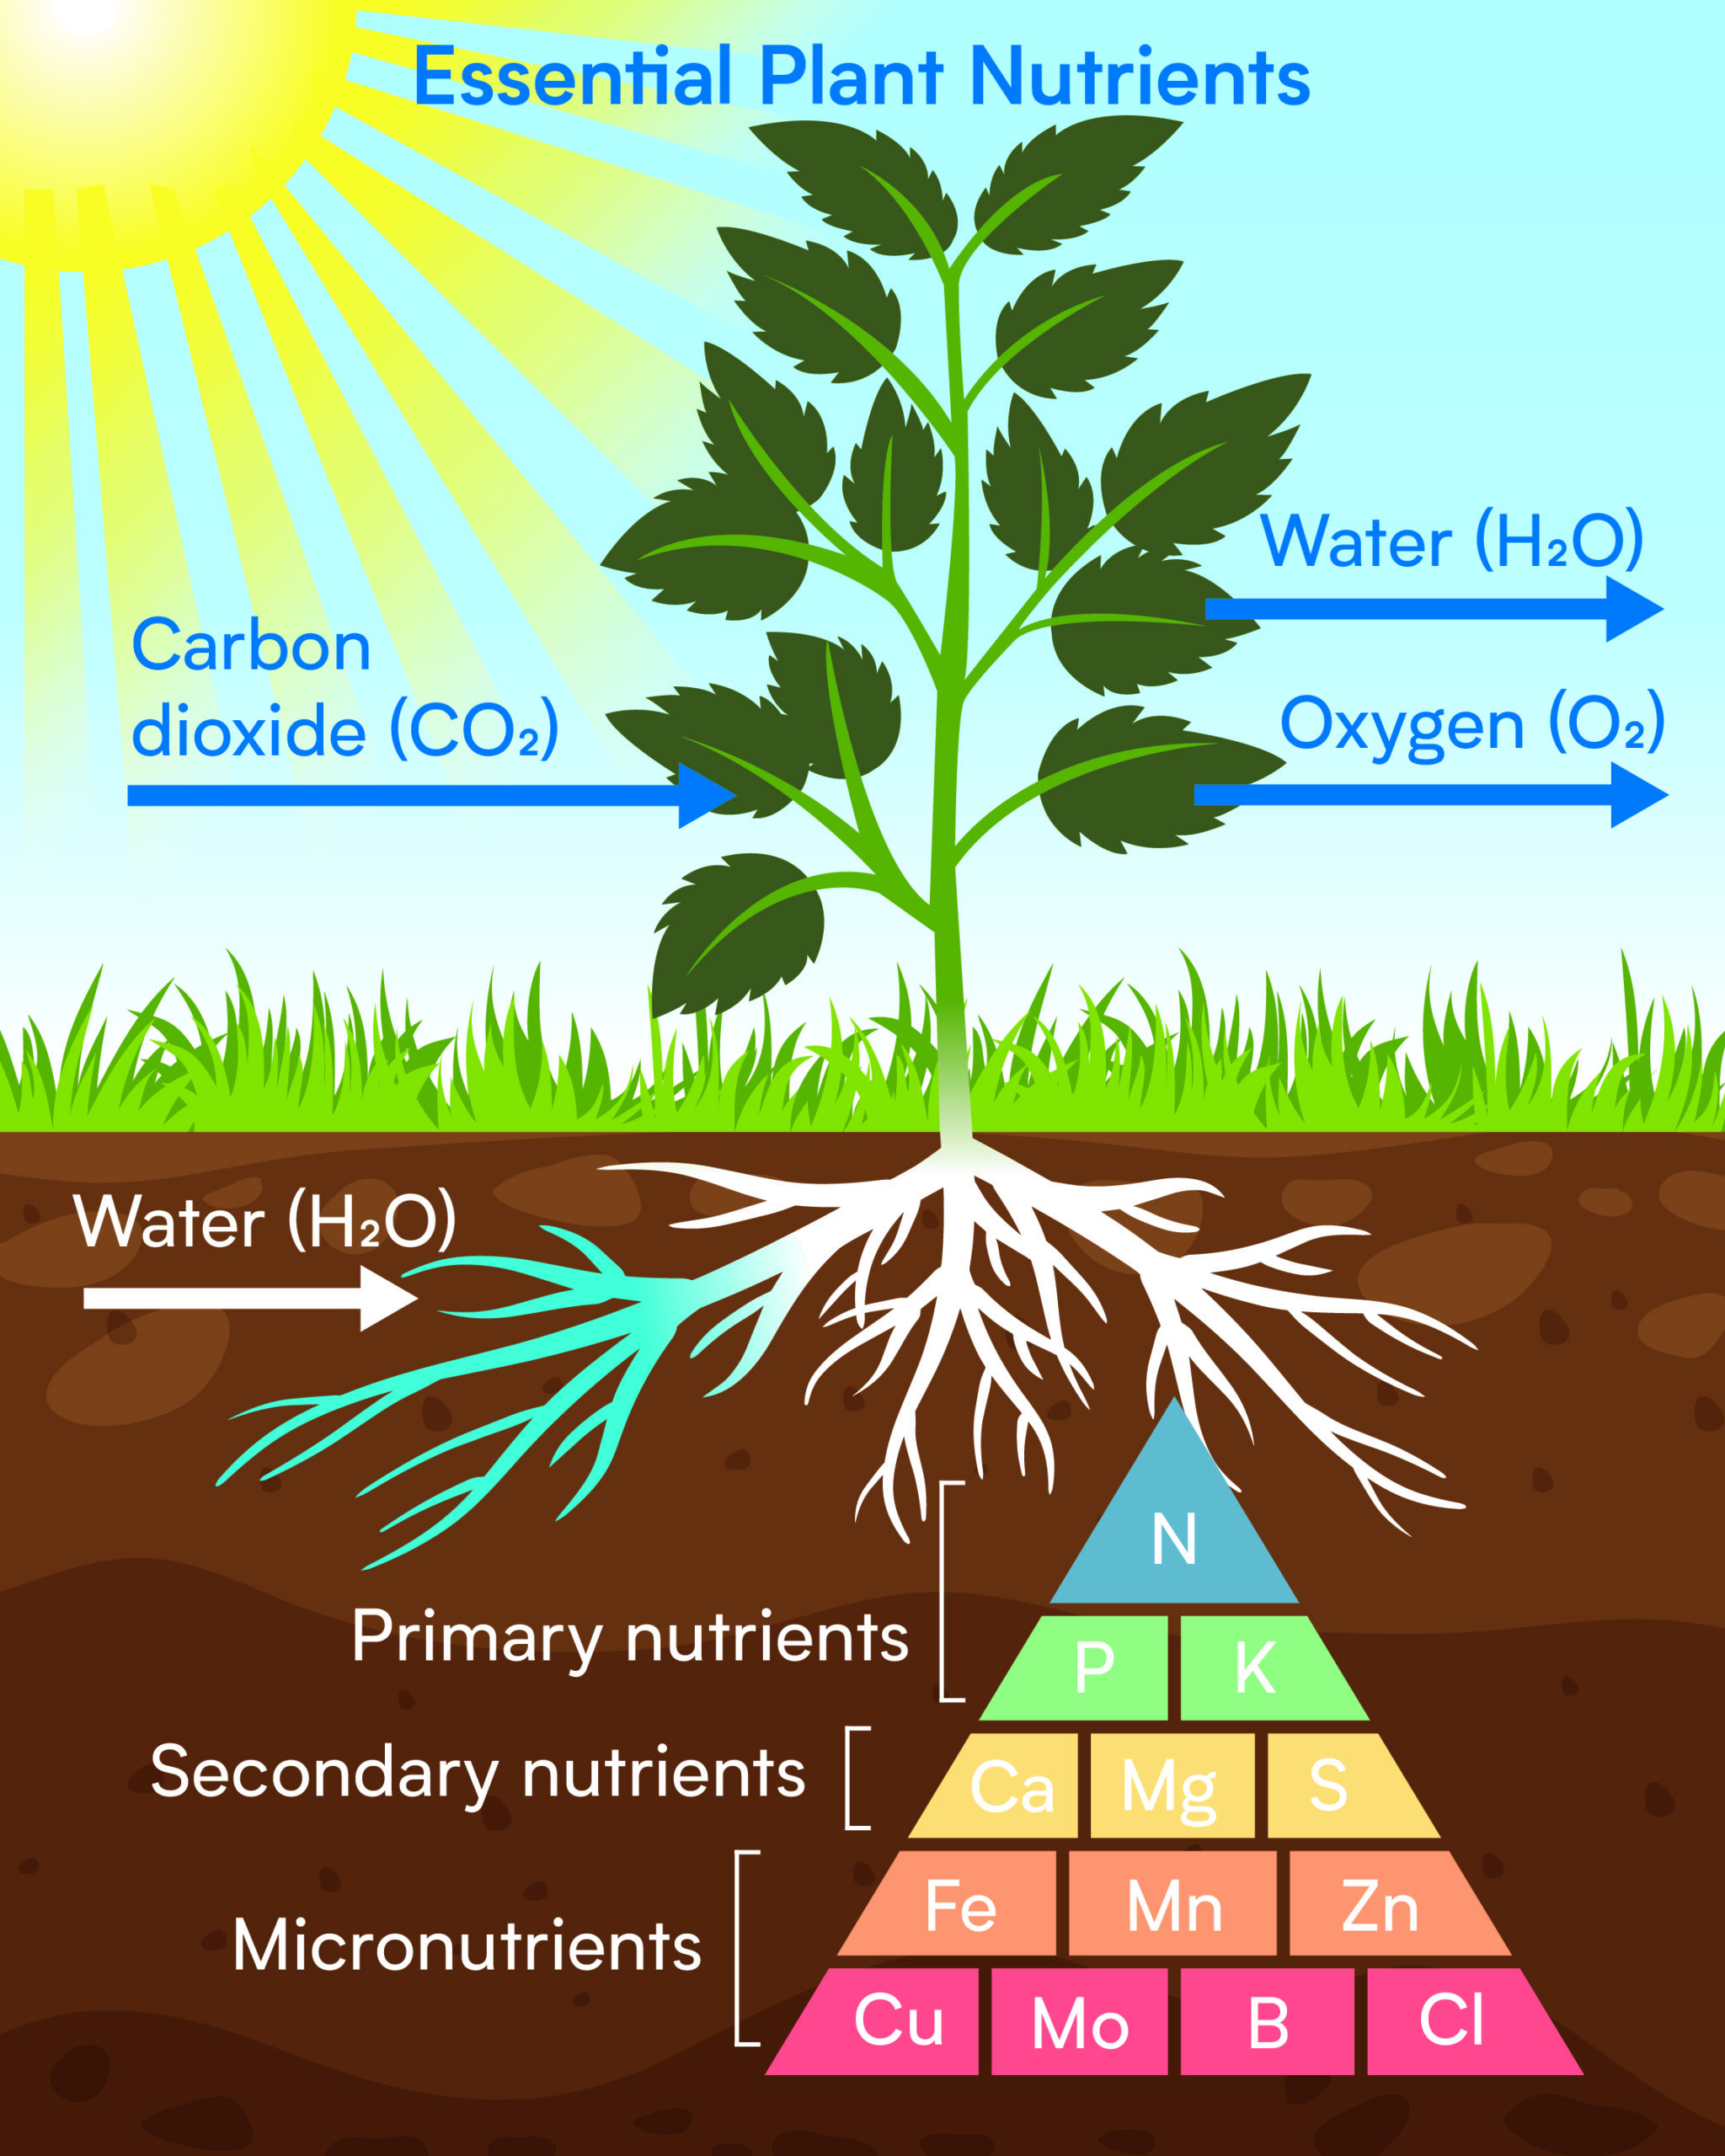 Essential Plant Nutrients
Water (H₂O)
Carbon
dioxide (CO₂)
Oxygen (O₂)
Water (H₂O)
N
Primary nutrients
P K
Secondary nutrients
Ca Mg S
Fe Mn Zn
Micronutrients
Cu Mo B Cl